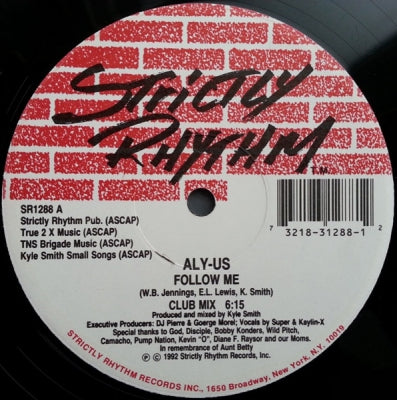 STRICTLY
RHYTHM
T.M.
SR1288 A
Strictly Rhythm Pub. (ASCAP)
True 2 X Music (ASCAP)
TNS Brigade Music (ASCAP)
Kyle Smith Small Songs (ASCAP)
7 3218-31288-1 2
ALY-US
FOLLOW ME
(W.B. Jennings, E.L. Lewis, K. Smith)
CLUB MIX 6:15
Produced and mixed by Kyle Smith
Executive Producers: DJ Pierre & Goerge Morel; Vocals by Super & Kaylin-X
Special thanks to God, Disciple, Bobby Konders, Wild Pitch,
Camacho, Pump Nation, Kevin "O", Diane F. Rayson and our Moms.
In rememberance of Aunt Betty
℗ © 1992 Strictly Rhythm Records, Inc.
STRICTLY RHYTHM RECORDS INC., 1650 Broadway, New York, N.Y. 10019